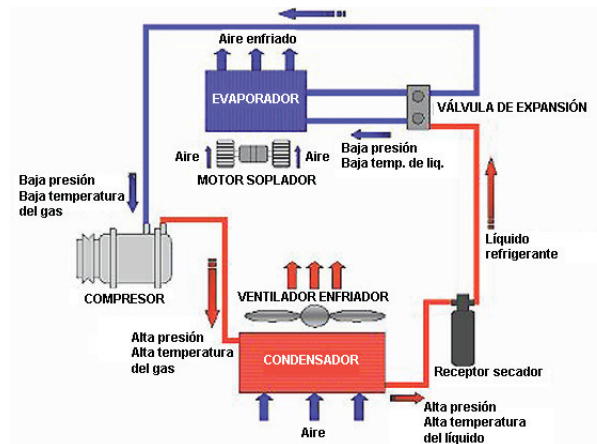 Aire enfriado
EVAPORADOR
VÁLVULA DE EXPANSIÓN
Aire
Aire
MOTOR SOPLADOR
Baja presión
Baja temp. de liq.
Baja presión
Baja temperatura
del gas
COMPRESOR
Líquido
refrigerante
VENTILADOR ENFRIADOR
Alta presión
Alta temperatura
del gas
CONDENSADOR
Receptor secador
Aire
Alta presión
Alta temperatura
del líquido